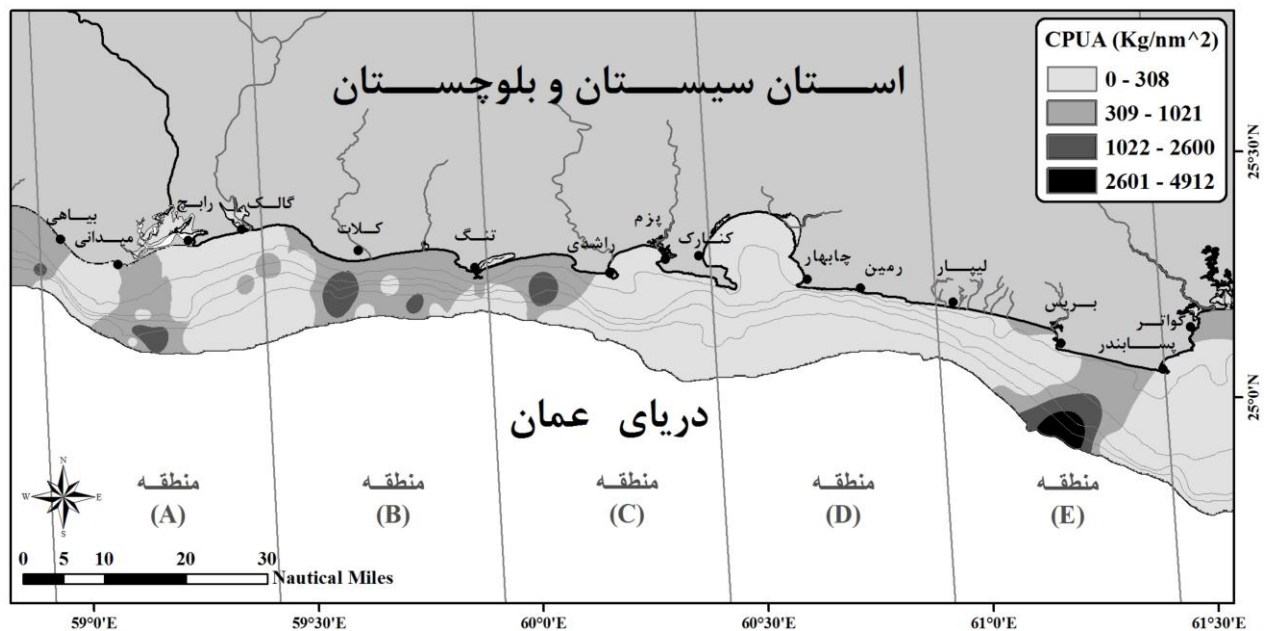 CPUA (Kg/nm^2)
0 - 308
309 - 1021
1022 - 2600
2601 - 4912
استان سیستان و بلوچستان
بیاهی
میدانی
رابچ
گالک
کلات
تنگ
راشدی
پزم
کنارک
چابهار
رمین
لیپار
بریس
گواتر
پسابندر
25°30'N
25°0'N
دریای عمان
منطقه
(A)
منطقه
(B)
منطقه
(C)
منطقه
(D)
منطقه
(E)
N
W
E
S
0 5 10 20 30
Nautical Miles
59°0'E 59°30'E 60°0'E 60°30'E 61°0'E 61°30'E